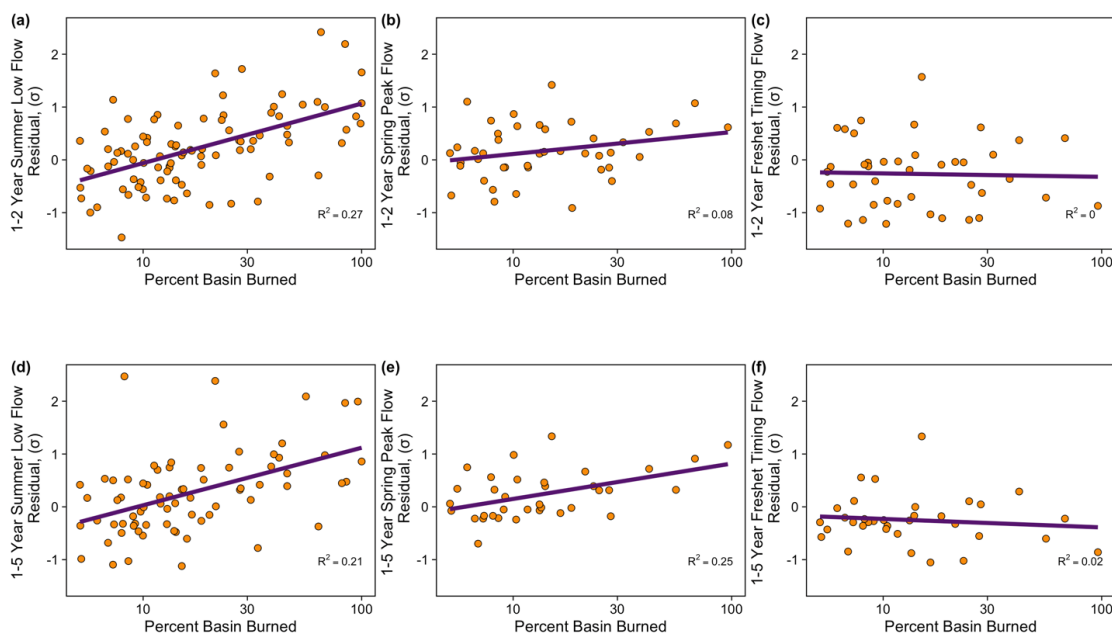 (a)
1-2 Year Summer Low Flow
Residual, (σ)
2
1
0
-1
R² = 0.27
10
30
100
Percent Basin Burned
(b)
1-2 Year Spring Peak Flow
Residual, (σ)
2
1
0
-1
R² = 0.08
10
30
100
Percent Basin Burned
(c)
1-2 Year Freshet Timing Flow
Residual, (σ)
2
1
0
-1
R² = 0
10
30
100
Percent Basin Burned
(d)
1-5 Year Summer Low Flow
Residual, (σ)
2
1
0
-1
R² = 0.21
10
30
100
Percent Basin Burned
(e)
1-5 Year Spring Peak Flow
Residual, (σ)
2
1
0
-1
R² = 0.25
10
30
100
Percent Basin Burned
(f)
1-5 Year Freshet Timing Flow
Residual, (σ)
2
1
0
-1
R² = 0.02
10
30
100
Percent Basin Burned